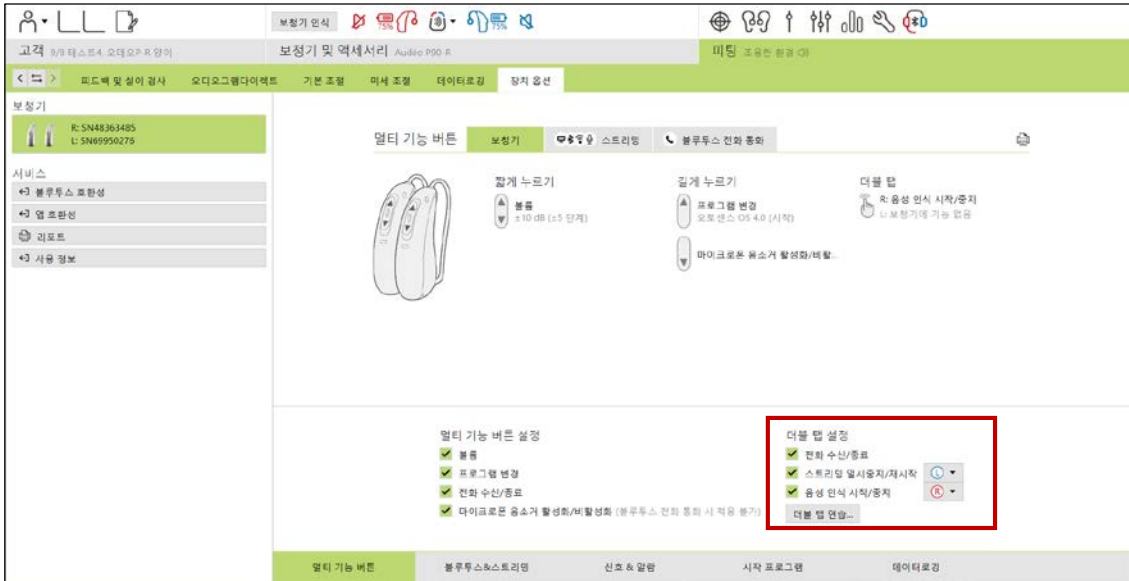 보청기 인식
75%
75%
고객 9/8 테스트4, 오데오P-R 양이
보청기 및 액세서리 Audéo P90-R
피팅 조용한 환경
피드백 및 실이 검사 오디오그램다이렉트 기본 조절 미세 조절 데이터로깅 장치 옵션
보청기
R: SN48363485
L: SN69950276
서비스
블루투스 호환성
앱 호환성
리포트
사용 정보
멀티 기능 버튼 보청기 스트리밍 블루투스 전화 통화
짧게 누르기 길게 누르기 더블 탭
볼륨
±10 dB (±5 단계)
프로그램 변경
오토센스 OS 4.0 (시작)
R: 음성 인식 시작/중지
L: 보청기에 기능 없음
마이크로폰 음소거 활성화/비활...
멀티 기능 버튼 설정
볼륨
프로그램 변경
전화 수신/종료
마이크로폰 음소거 활성화/비활성화 (블루투스 전화 통화 시 적용 불가)
더블 탭 설정
전화 수신/종료
스트리밍 일시중지/재시작 L
음성 인식 시작/중지 R
더블 탭 연습...
멀티 기능 버튼 블루투스&스트리밍 신호 & 알람 시작 프로그램 데이터로깅